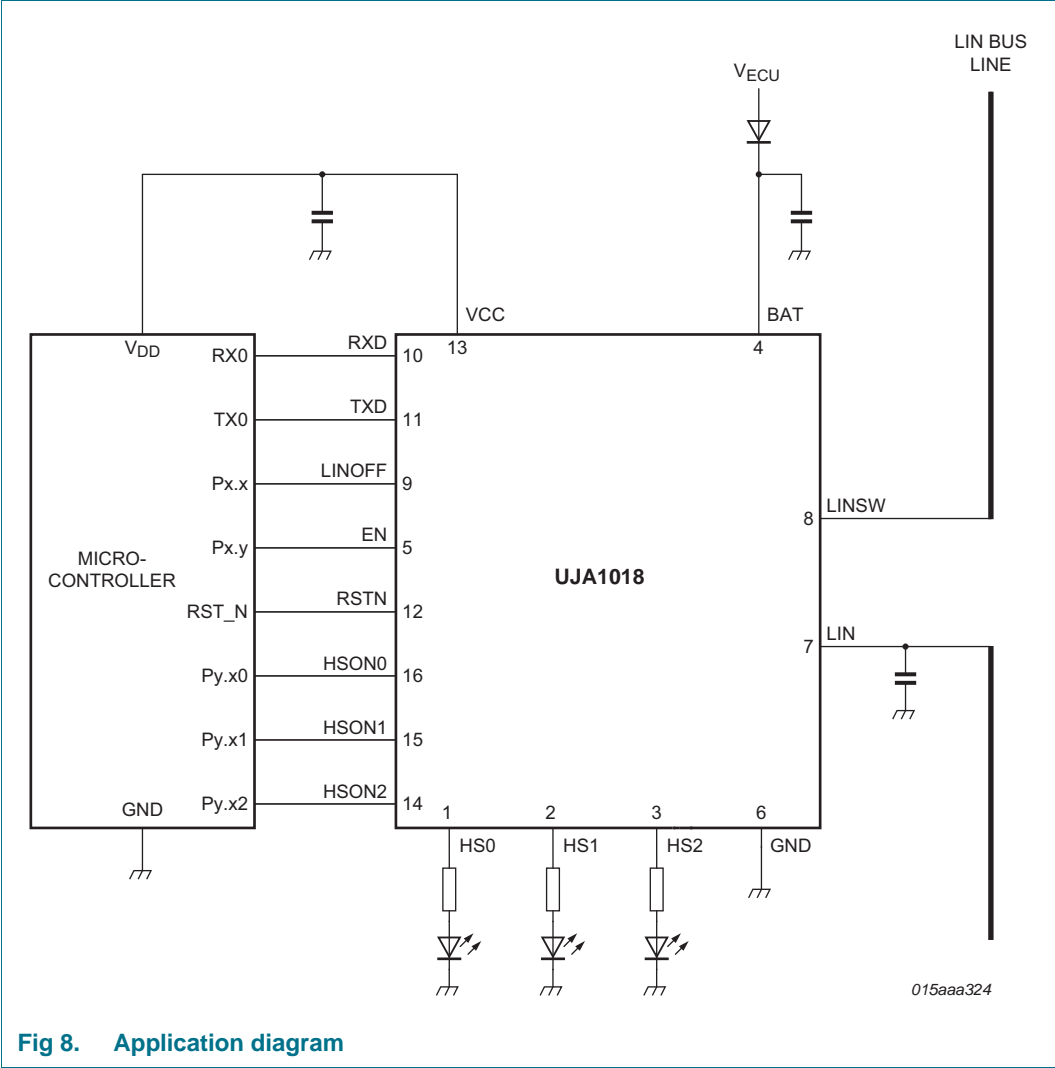 LIN BUS
LINE
VECU
VCC
BAT
VDD
13
4
RX0
RXD
10
TX0
TXD
11
Px.x
LINOFF
9
8
LINSW
Px.y
EN
5
MICRO-
CONTROLLER
UJA1018
RST_N
RSTN
12
7
LIN
Py.x0
HSON0
16
Py.x1
HSON1
15
Py.x2
HSON2
14
GND
1
2
3
6
HS0
HS1
HS2
GND
015aaa324
Fig 8. Application diagram